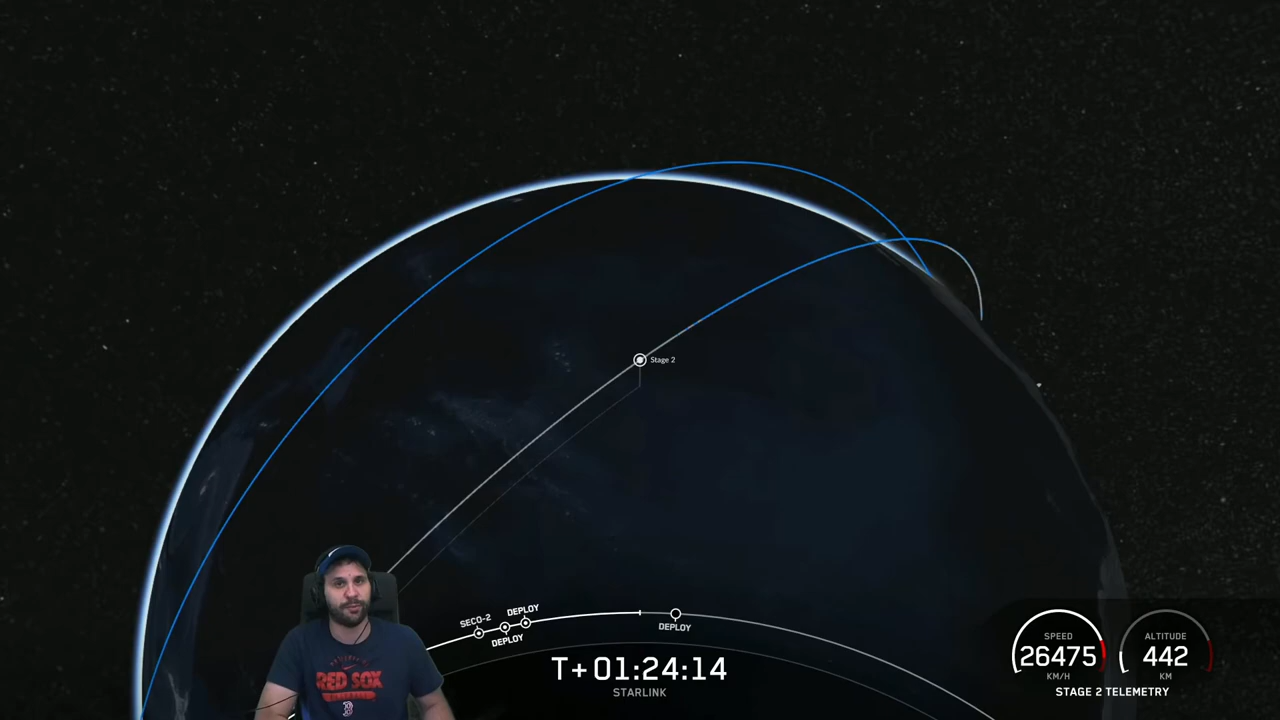 Stage 2
SECO-2
DEPLOY
DEPLOY
DEPLOY
T+01:24:14
STARLINK
SPEED
26475
KM/H
ALTITUDE
442
KM
STAGE 2 TELEMETRY
RED SOX
B